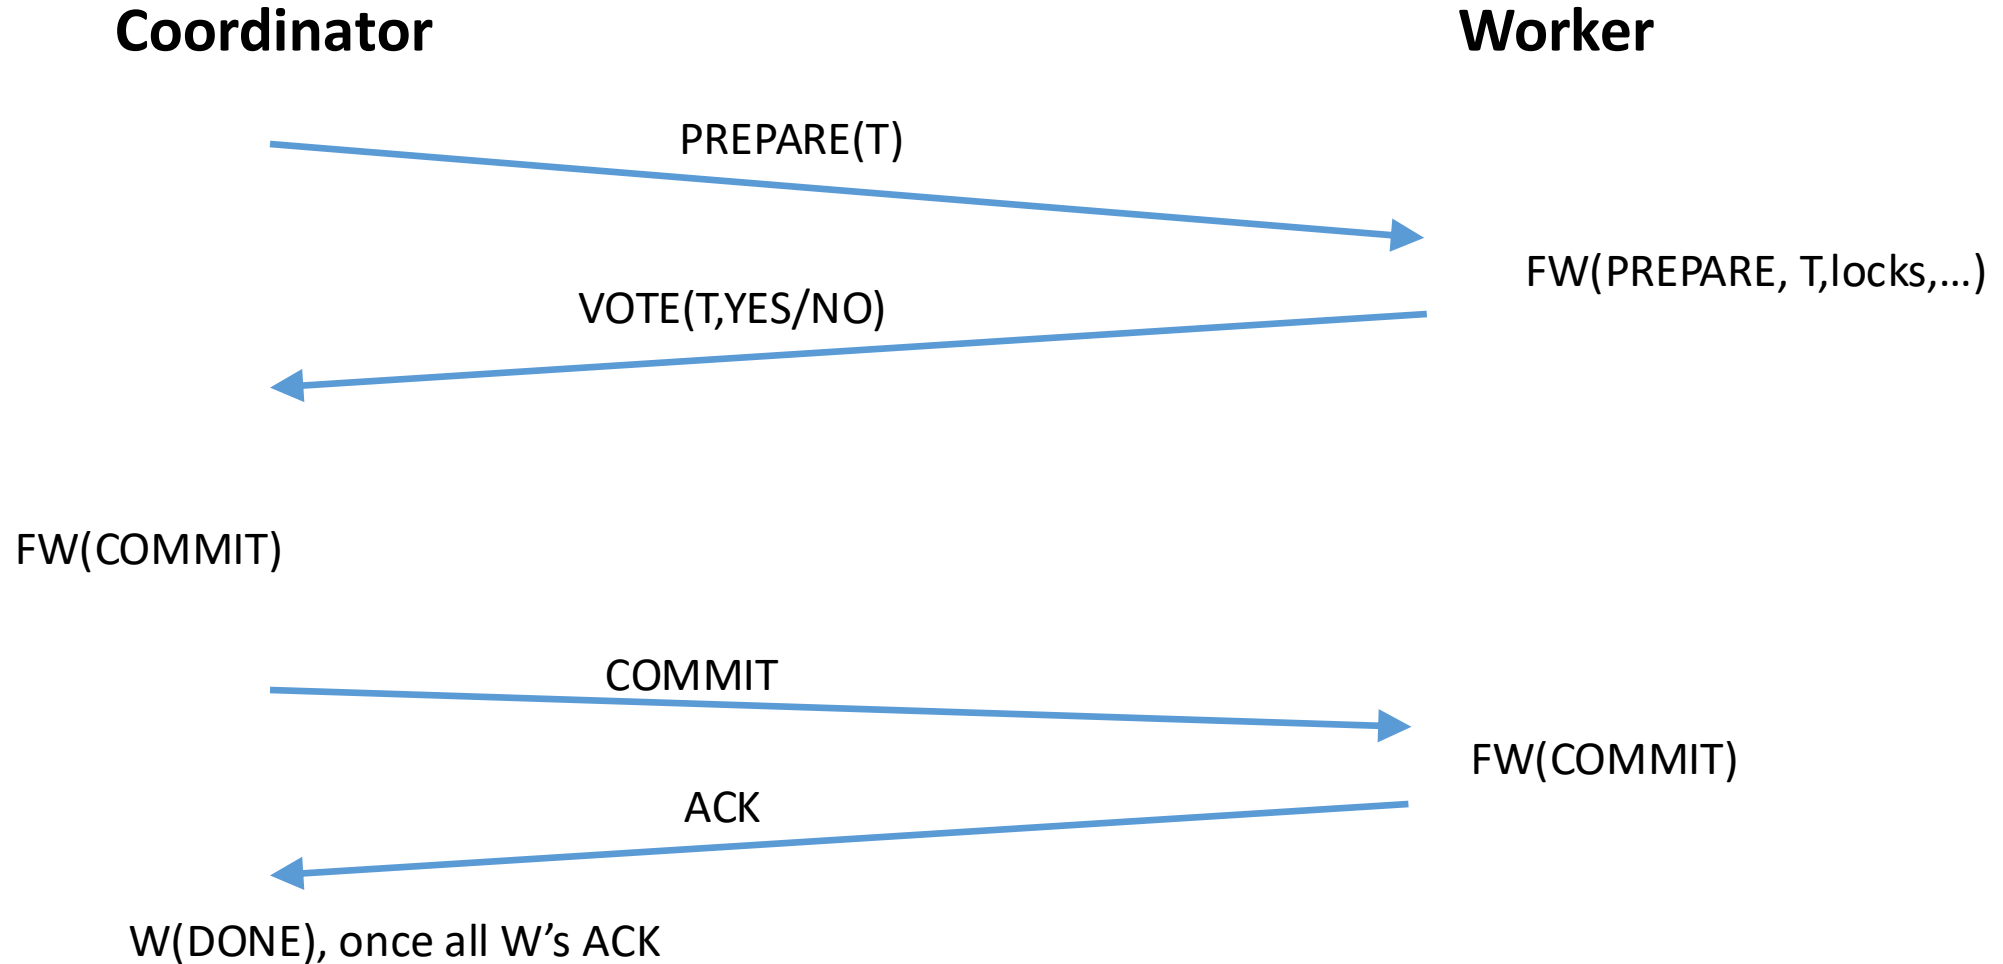 Coordinator
Worker
PREPARE(T)
FW(PREPARE, T,locks,…)
VOTE(T,YES/NO)
FW(COMMIT)
COMMIT
FW(COMMIT)
ACK
W(DONE), once all W’s ACK